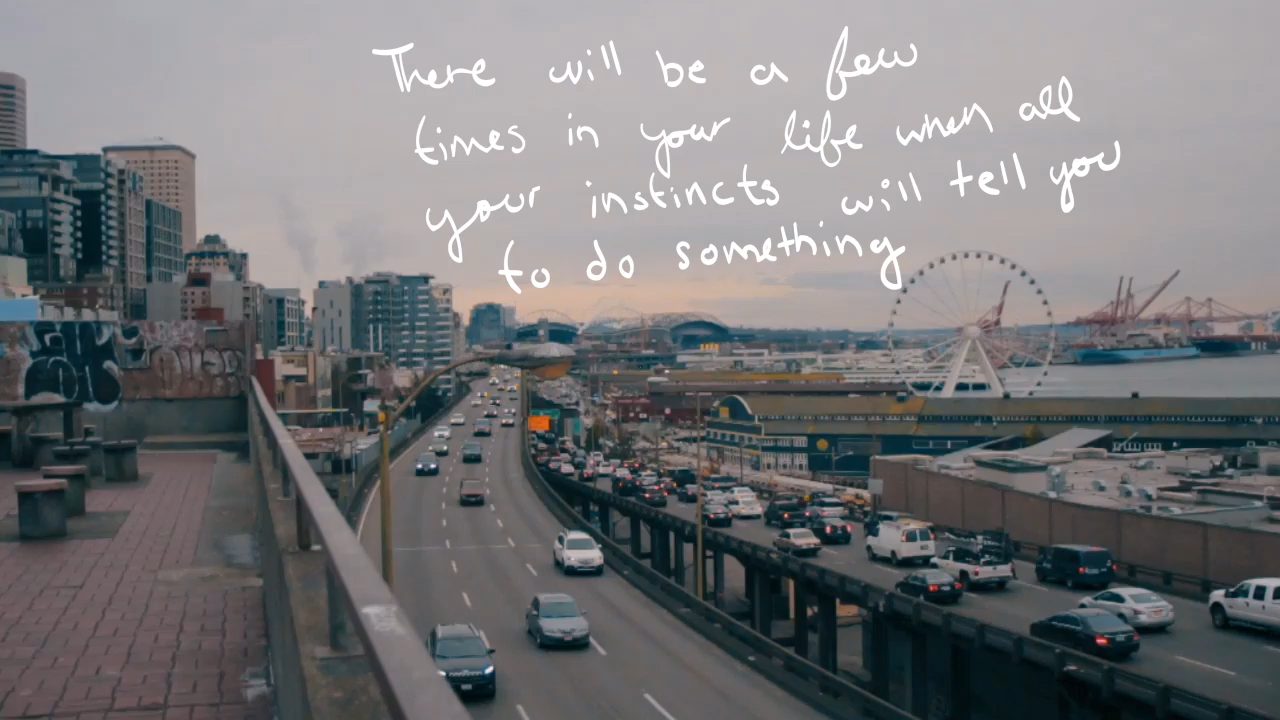 There will be a few
times in your life when all
your instincts will tell you
to do something